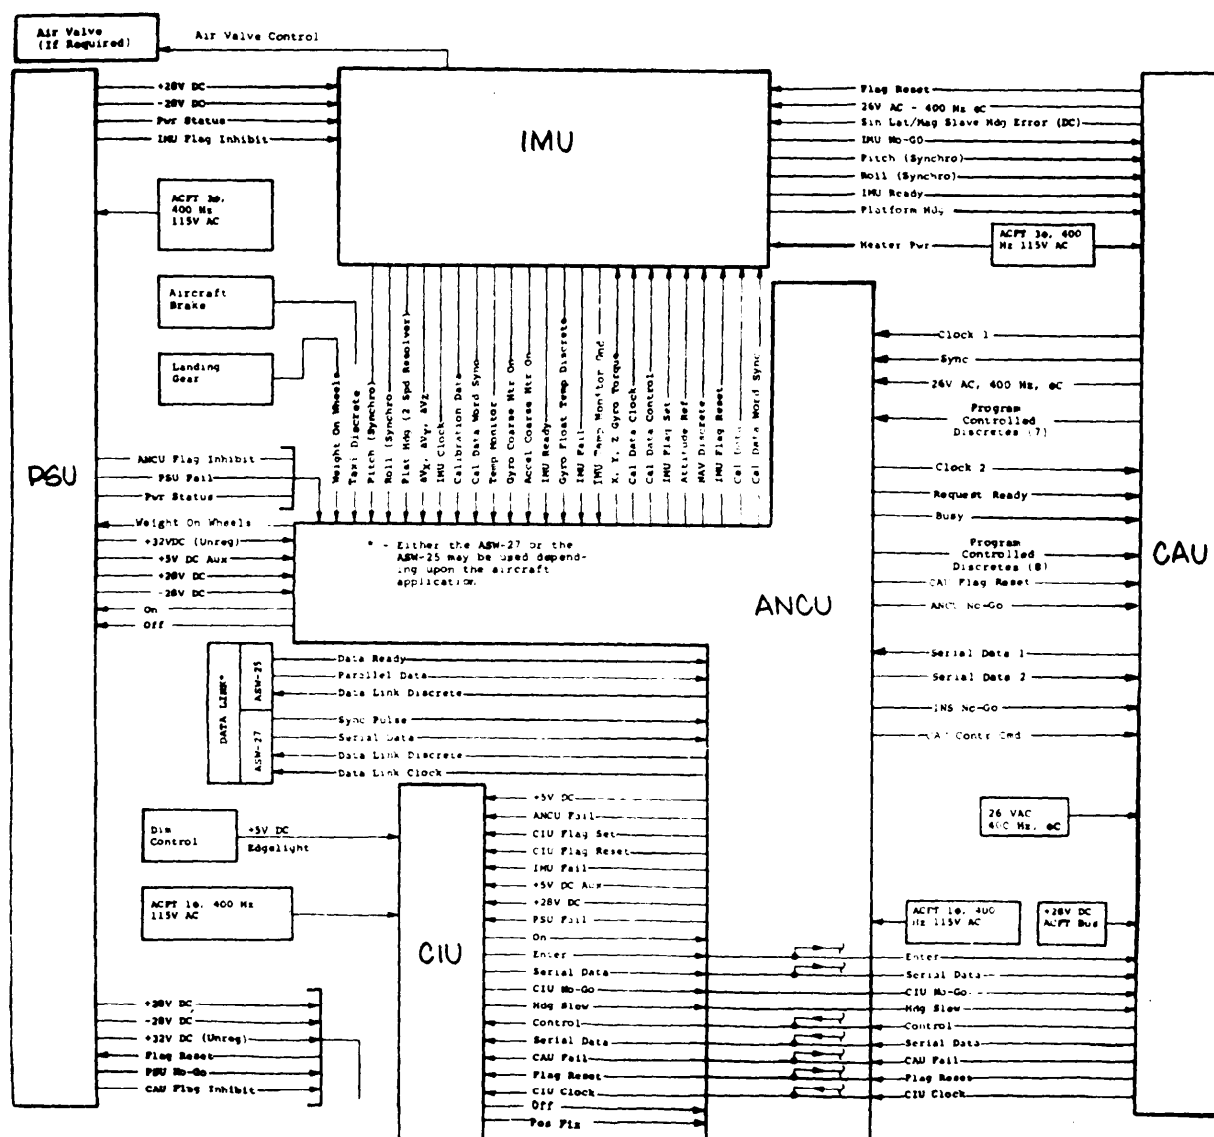 Air Valve
(If Required)
Air Valve Control
+28V DC
-28V DC
Pwr Status
IMU Flag Inhibit
IMU
Flag Reset
26V AC - 400 Hz øC
Sin Lat/Mag Slave Hdg Error (DC)
IMU No-GO
Pitch (Synchro)
Roll (Synchro)
IMU Ready
Platform Hdg
Heater Pwr
ACFT 3ø, 400
Hz 115V AC
ACFT 3ø,
400 Hz
115V AC
Aircraft
Brake
Landing
Gear
Weight On Wheels
Taxi Discrete
Pitch (Synchro)
Roll (Synchro)
Plat Hdg (2 Spd Resolver)
ΔVX, ΔVY, ΔVZ
IMU Clock
Calibration Data
Cal Data Word Sync
Temp Monitor
Gyro Coarse Htr On
Accel Coarse Htr On
IMU Ready
Gyro Float Temp Discrete
IMU Fail
IMU Temp Monitor Gnd
X, Y, Z Gyro Torque
Cal Data Clock
Cal Data Control
IMU Flag Set
Attitude Ref
NAV Discrete
IMU Flag Reset
Cal Data
Cal Data Word Sync
PSU
ANCU Flag Inhibit
PSU Fail
Pwr Status
Weight On Wheels
+32VDC (Unreg)
+5V DC Aux
+28V DC
-28V DC
On
Off
* - Either the ASW-27 or the
ASW-25 may be used depend-
ing upon the aircraft
application.
ANCU
Clock 1
Sync
26V AC, 400 Hz, øC
Program
Controlled
Discretes (7)
Clock 2
Request Ready
Busy
Program
Controlled
Discretes (8)
CAU Flag Reset
ANCU No-Go
Serial Data 1
Serial Data 2
INS No-Go
CAU Contr Cmd
CAU
DATA LINK*
ASW-25
ASW-27
Data Ready
Parallel Data
Data Link Discrete
Sync Pulse
Serial Data
Data Link Discrete
Data Link Clock
Dim
Control
+5V DC
Edgelight
ACFT 1ø, 400 Hz
115V AC
CIU
+5V DC
ANCU Fail
CIU Flag Set
CIU Flag Reset
IMU Fail
+5V DC Aux
+28V DC
PSU Fail
On
Enter
Serial Data
CIU No-Go
Hdg Slew
Control
Serial Data
CAU Fail
Flag Reset
CIU Clock
Off
Pos Fix
26 VAC
400 Hz, øC
ACFT 1ø, 400
Hz 115V AC
+28V DC
ACFT Bus
Enter
Serial Data
CIU No-Go
Hdg Slew
Control
Serial Data
CAU Fail
Flag Reset
CIU Clock
+28V DC
-28V DC
+32V DC (Unreg)
Flag Reset
PSU No-Go
CAU Flag Inhibit